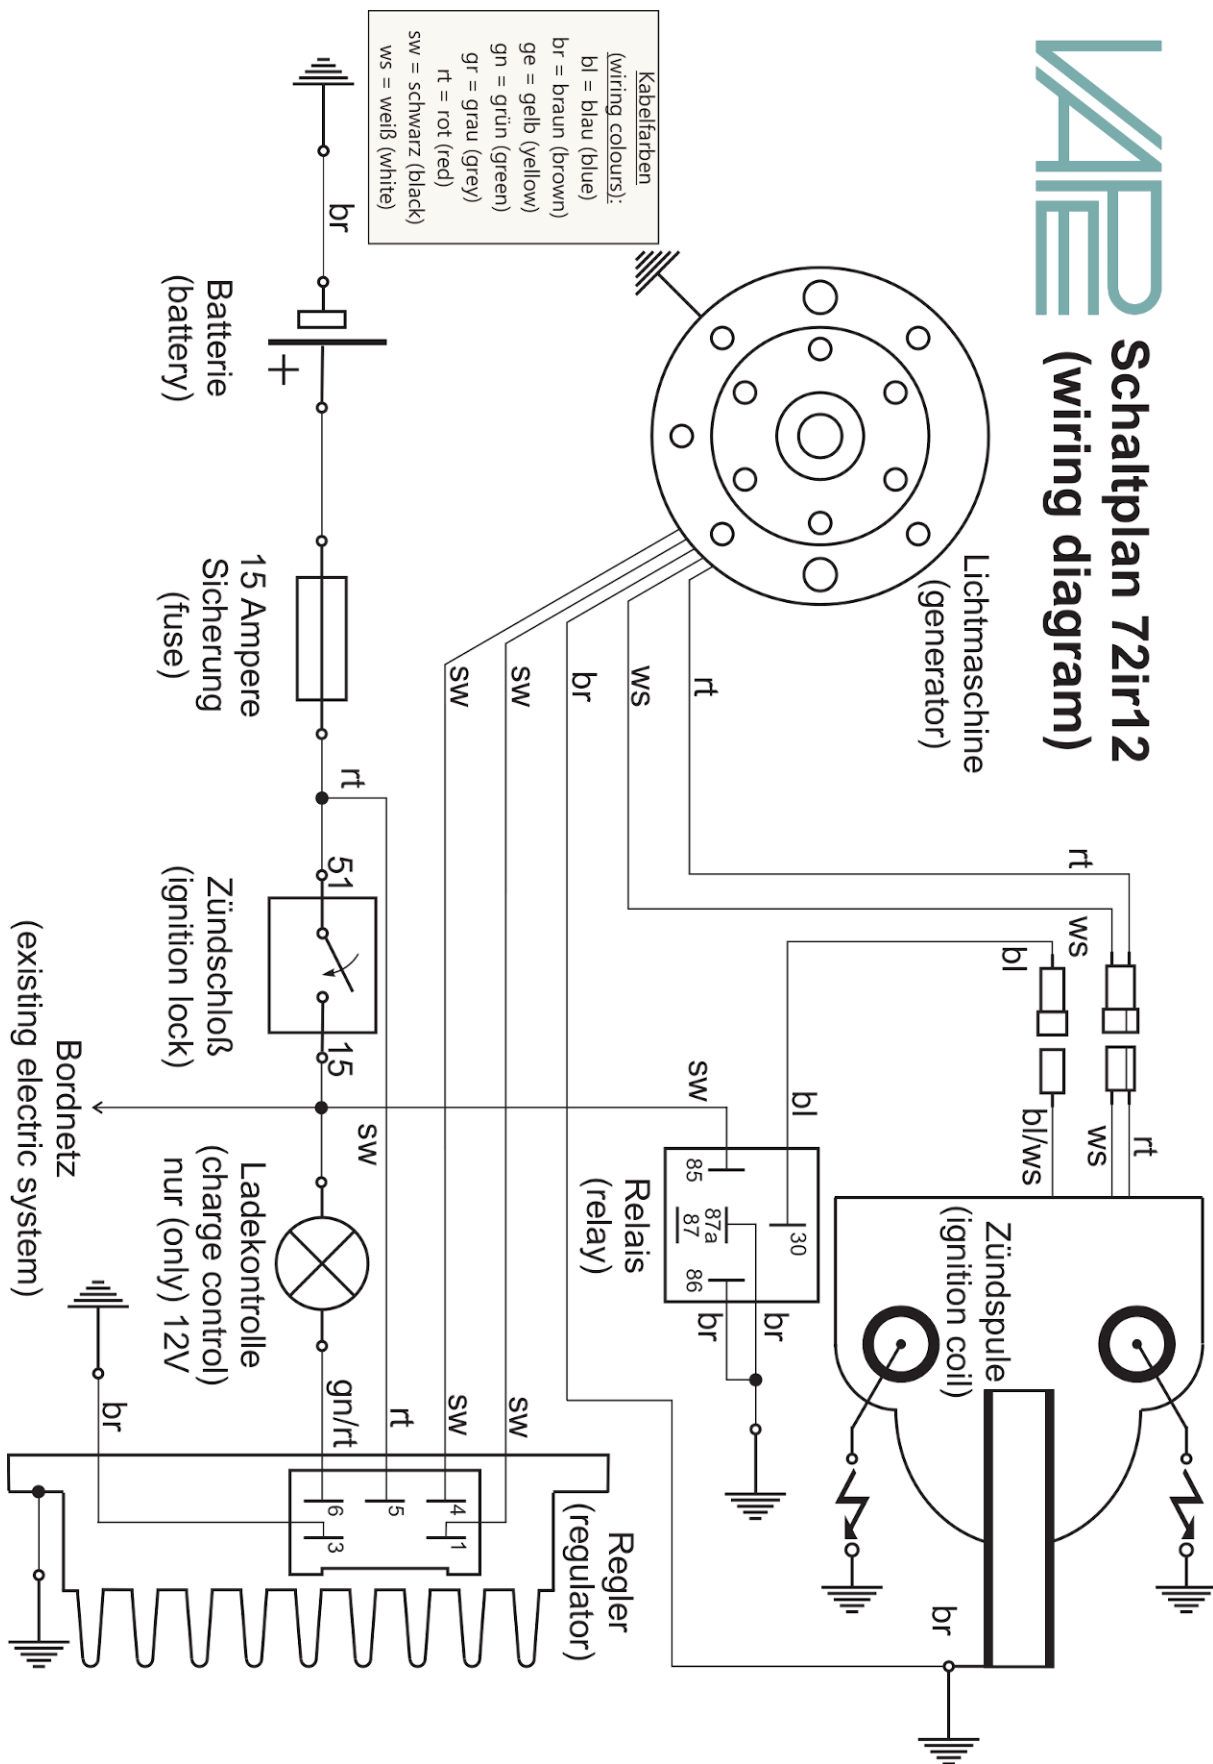 VAPE
Schaltplan 72ir12
(wiring diagram)
Kabelfarben
(wiring colours):
bl = blau (blue)
br = braun (brown)
ge = gelb (yellow)
gn = grün (green)
gr = grau (grey)
rt = rot (red)
sw = schwarz (black)
ws = weiß (white)
Lichtmaschine
(generator)
rt
ws
br
sw
sw
rt
ws
bl
rt
ws
bl/ws
Zündspule
(ignition coil)
br
sw
bl
85
87a
87
30
86
Relais
(relay)
br
br
br
Batterie
(battery)
+
15 Ampere
Sicherung
(fuse)
rt
51
15
Zündschloß
(ignition lock)
sw
Bordnetz
(existing electric system)
Ladekontrolle
(charge control)
nur (only) 12V
gn/rt
rt
sw
sw
br
4
1
5
6
3
Regler
(regulator)